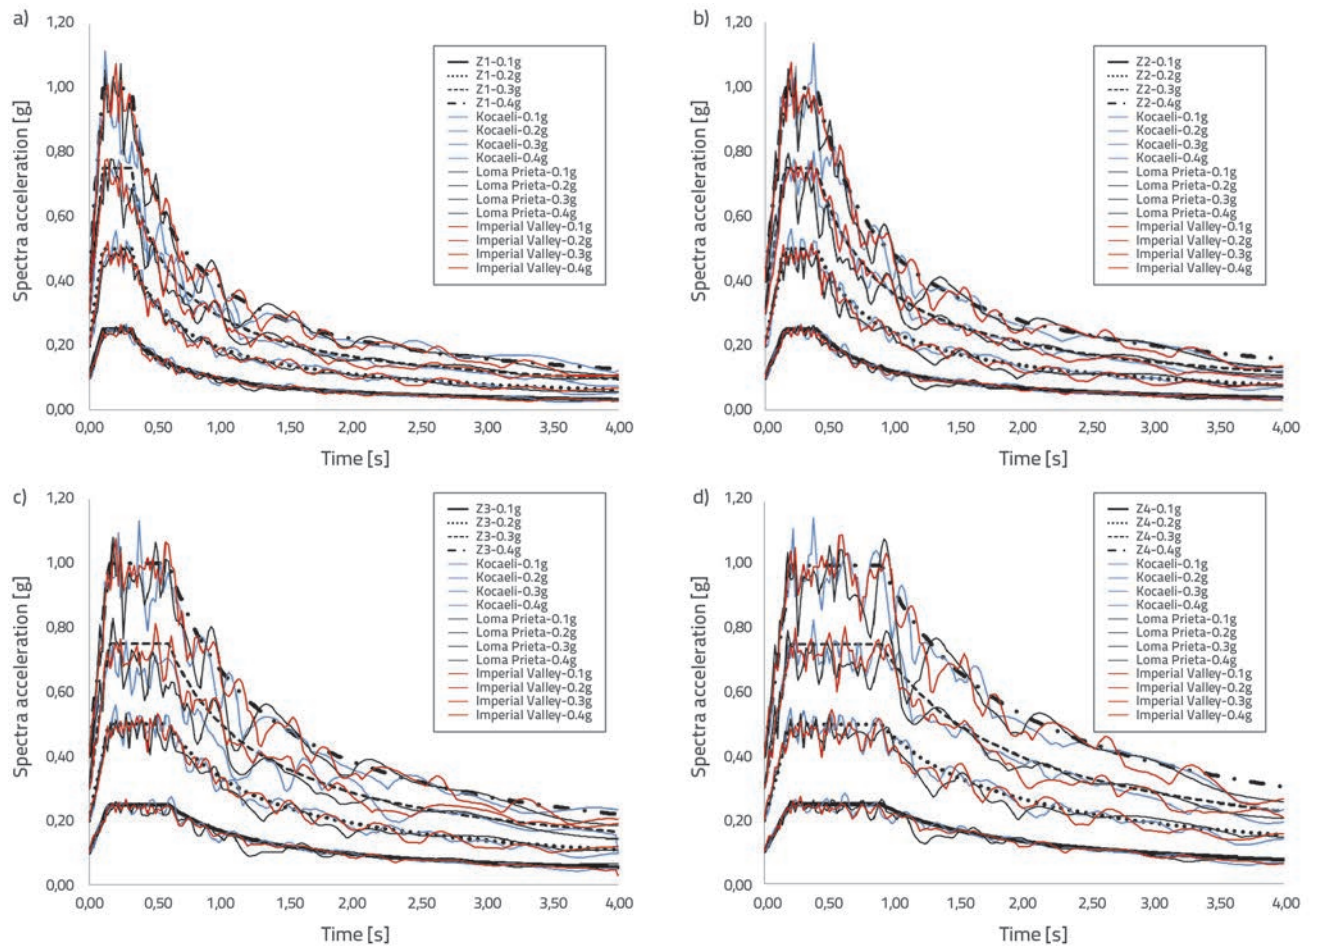 a)
1,20
1,00
0,80
0,60
0,40
0,20
0,00
Spectra acceleration [g]
0,00 0,50 1,00 1,50 2,00 2,50 3,00 3,50 4,00
Time [s]
Z1-0.1g
Z1-0.2g
Z1-0.3g
Z1-0.4g
Kocaeli-0.1g
Kocaeli-0.2g
Kocaeli-0.3g
Kocaeli-0.4g
Loma Prieta-0.1g
Loma Prieta-0.2g
Loma Prieta-0.3g
Loma Prieta-0.4g
Imperial Valley-0.1g
Imperial Valley-0.2g
Imperial Valley-0.3g
Imperial Valley-0.4g
b)
1,20
1,00
0,80
0,60
0,40
0,20
0,00
Spectra acceleration [g]
0,00 0,50 1,00 1,50 2,00 2,50 3,00 3,50 4,00
Time [s]
Z2-0.1g
Z2-0.2g
Z2-0.3g
Z2-0.4g
Kocaeli-0.1g
Kocaeli-0.2g
Kocaeli-0.3g
Kocaeli-0.4g
Loma Prieta-0.1g
Loma Prieta-0.2g
Loma Prieta-0.3g
Loma Prieta-0.4g
Imperial Valley-0.1g
Imperial Valley-0.2g
Imperial Valley-0.3g
Imperial Valley-0.4g
c)
1,20
1,00
0,80
0,60
0,40
0,20
0,00
Spectra acceleration [g]
0,00 0,50 1,00 1,50 2,00 2,50 3,00 3,50 4,00
Time [s]
Z3-0.1g
Z3-0.2g
Z3-0.3g
Z3-0.4g
Kocaeli-0.1g
Kocaeli-0.2g
Kocaeli-0.3g
Kocaeli-0.4g
Loma Prieta-0.1g
Loma Prieta-0.2g
Loma Prieta-0.3g
Loma Prieta-0.4g
Imperial Valley-0.1g
Imperial Valley-0.2g
Imperial Valley-0.3g
Imperial Valley-0.4g
d)
1,20
1,00
0,80
0,60
0,40
0,20
0,00
Spectra acceleration [g]
0,00 0,50 1,00 1,50 2,00 2,50 3,00 3,50 4,00
Time [s]
Z4-0.1g
Z4-0.2g
Z4-0.3g
Z4-0.4g
Kocaeli-0.1g
Kocaeli-0.2g
Kocaeli-0.3g
Kocaeli-0.4g
Loma Prieta-0.1g
Loma Prieta-0.2g
Loma Prieta-0.3g
Loma Prieta-0.4g
Imperial Valley-0.1g
Imperial Valley-0.2g
Imperial Valley-0.3g
Imperial Valley-0.4g